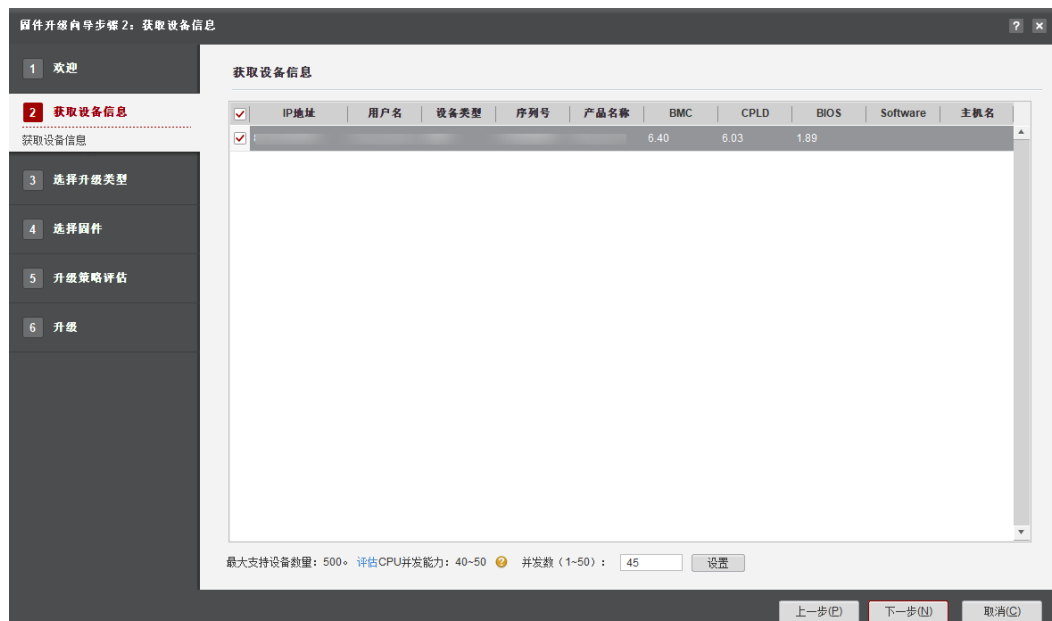 固件升级向导步骤2：获取设备信息
? ×
1 欢迎
2 获取设备信息
获取设备信息
3 选择升级类型
4 选择固件
5 升级策略评估
6 升级
获取设备信息
IP地址 用户名 设备类型 序列号 产品名称 BMC CPLD BIOS Software 主机名
6.40 6.03 1.89
最大支持设备数量：500。 评估CPU并发能力：40~50 ? 并发数（1~50）： 45 设置
上一步(P) 下一步(N) 取消(C)